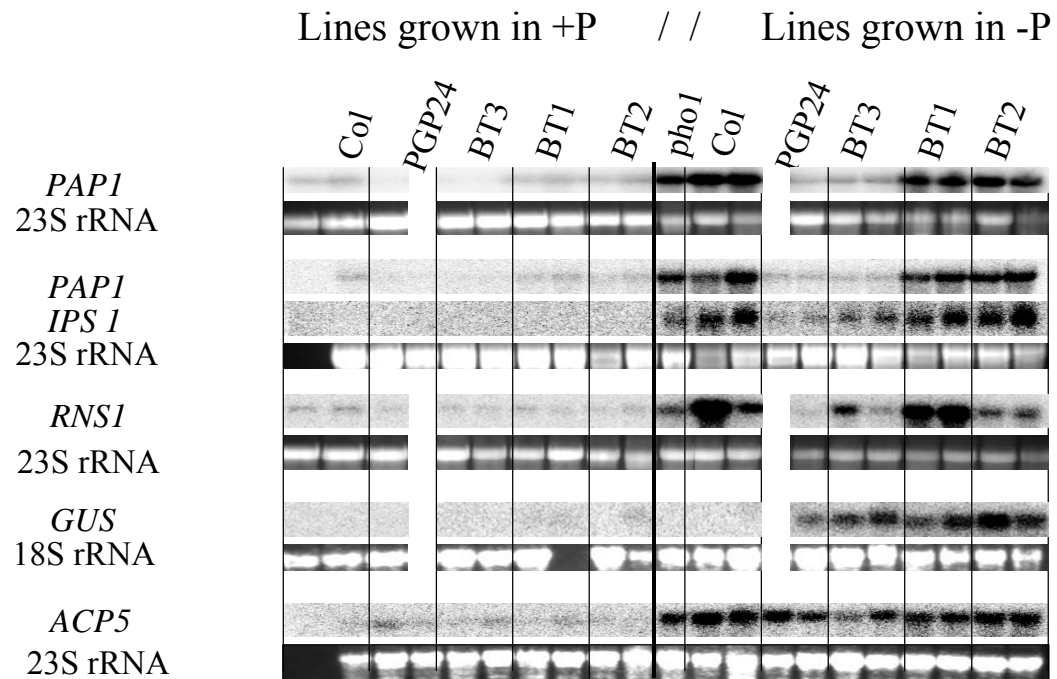 Lines grown in +P / / Lines grown in -P
Col PGP24 BT3 BT1 BT2 pho1 Col PGP24 BT3 BT1 BT2
PAP1
23S rRNA
PAP1
IPS 1
23S rRNA
RNS1
23S rRNA
GUS
18S rRNA
ACP5
23S rRNA